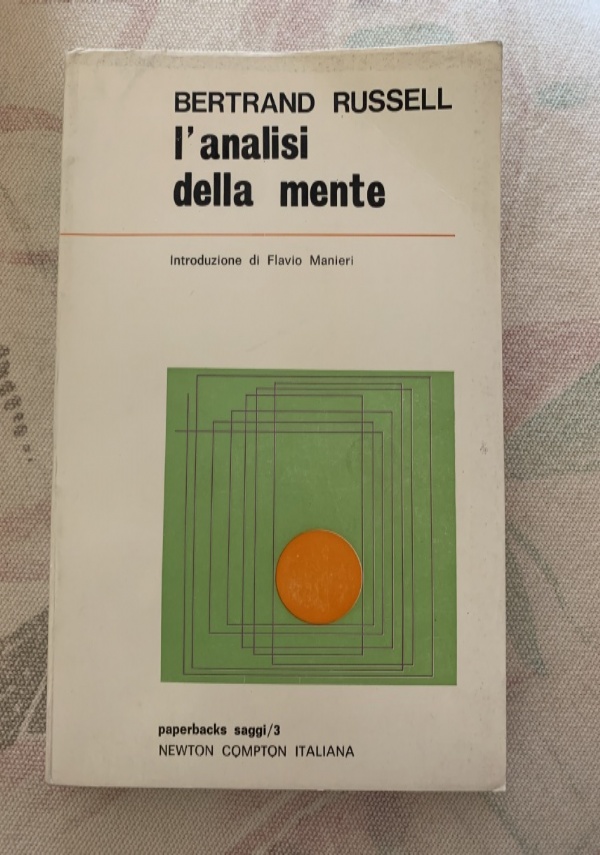 BERTRAND RUSSELL
l'analisi
della mente
Introduzione di Flavio Manieri
paperbacks saggi/3
NEWTON COMPTON ITALIANA